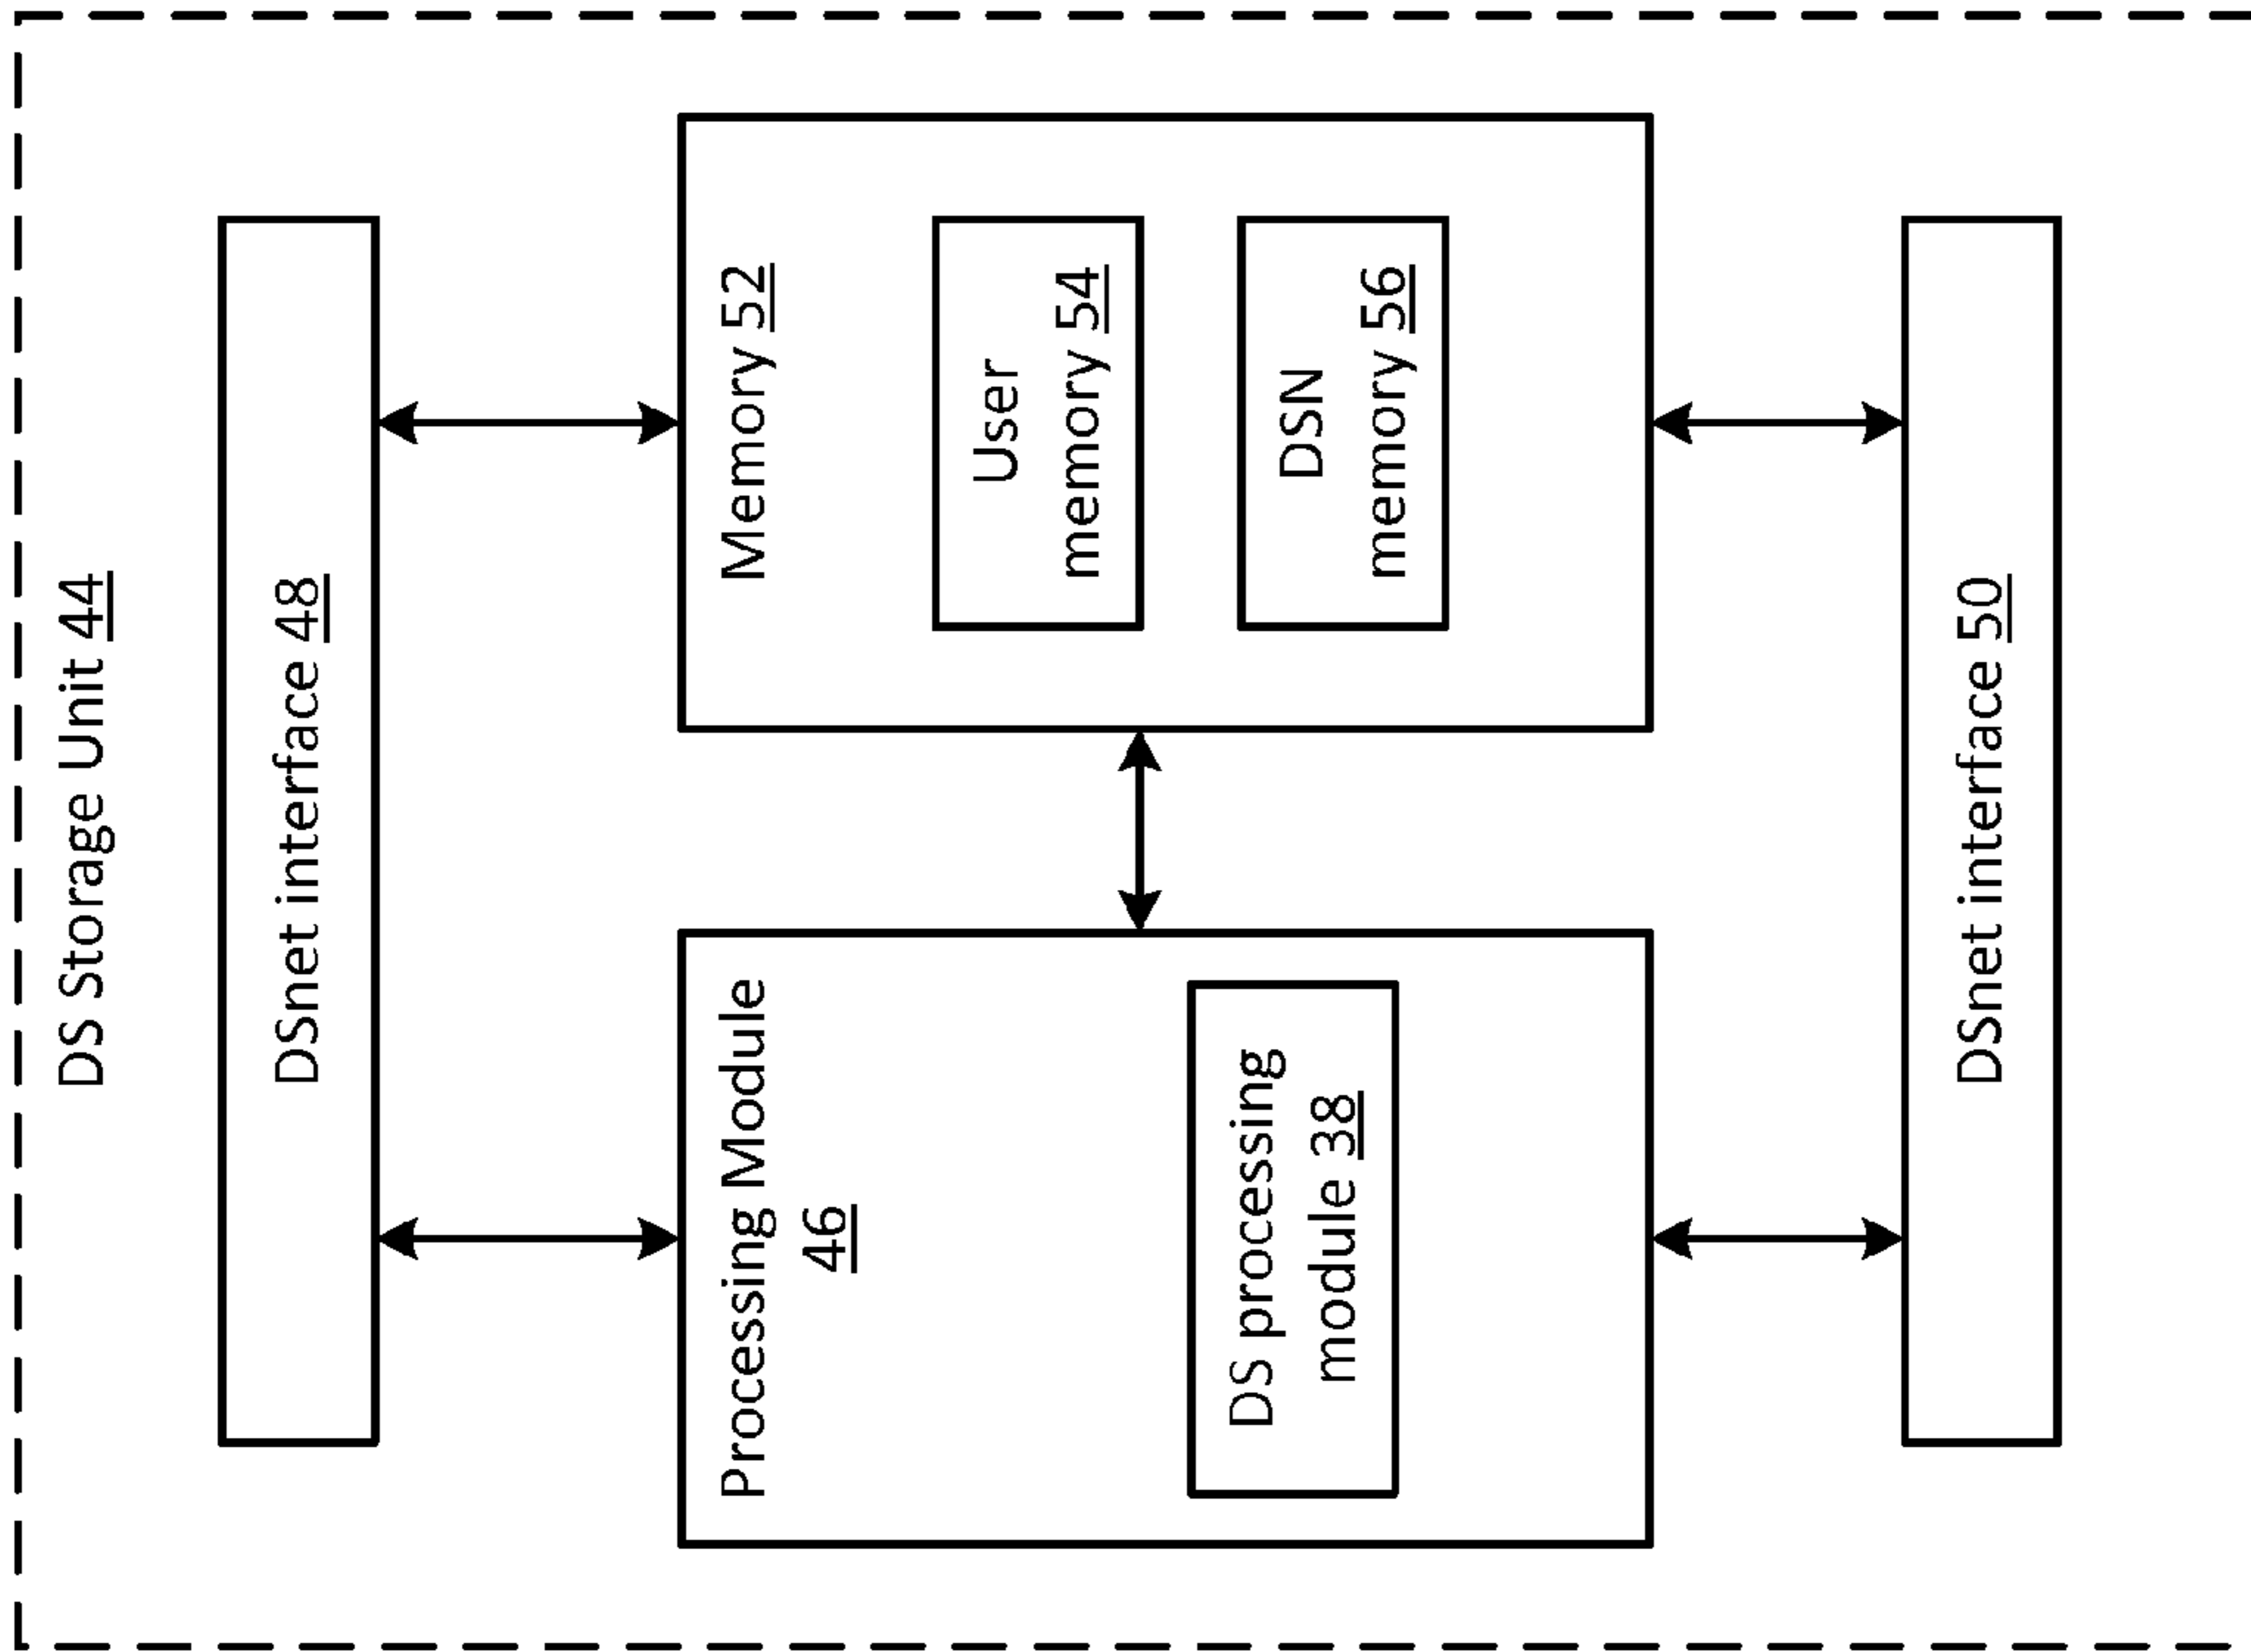 DS Storage Unit 44
DSnet interface 48
Processing Module
46
DS processing
module 38
Memory 52
User
memory 54
DSN
memory 56
DSnet interface 50